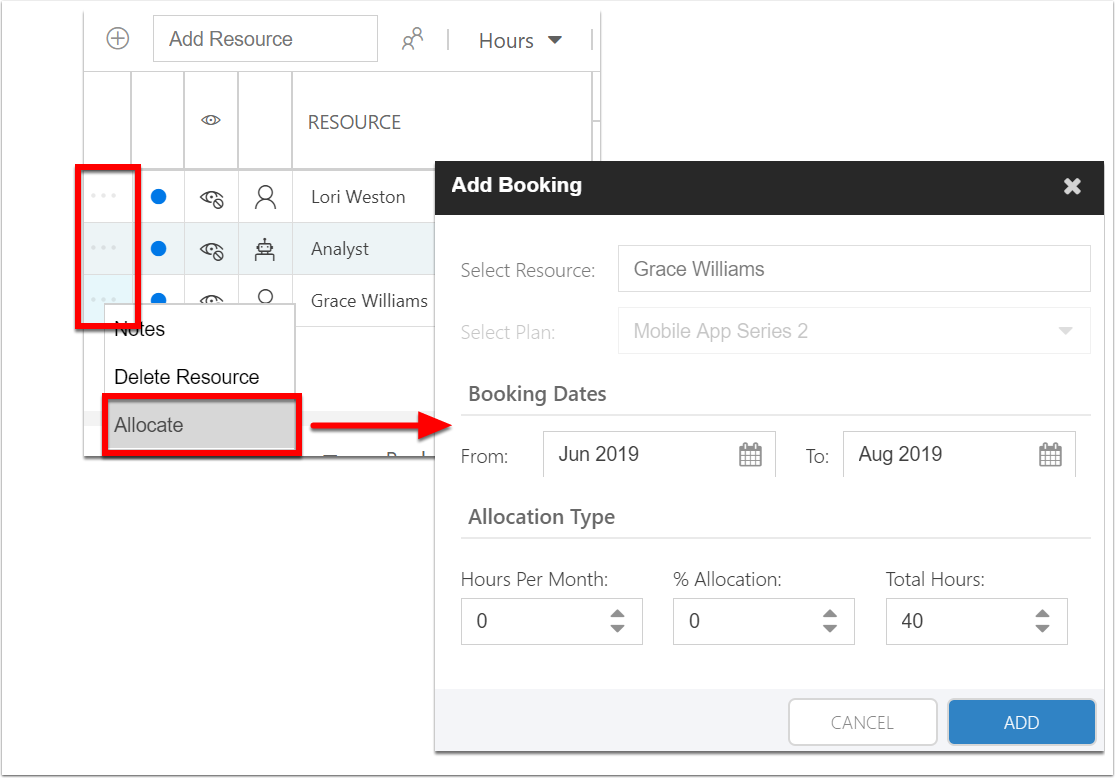 Add Resource
Hours
RESOURCE
Lori Weston
Analyst
Grace Williams
Notes
Delete Resource
Allocate
Add Booking
Select Resource:
Grace Williams
Select Plan:
Mobile App Series 2
Booking Dates
From:
Jun 2019
To:
Aug 2019
Allocation Type
Hours Per Month:
% Allocation:
Total Hours:
0
0
40
CANCEL
ADD